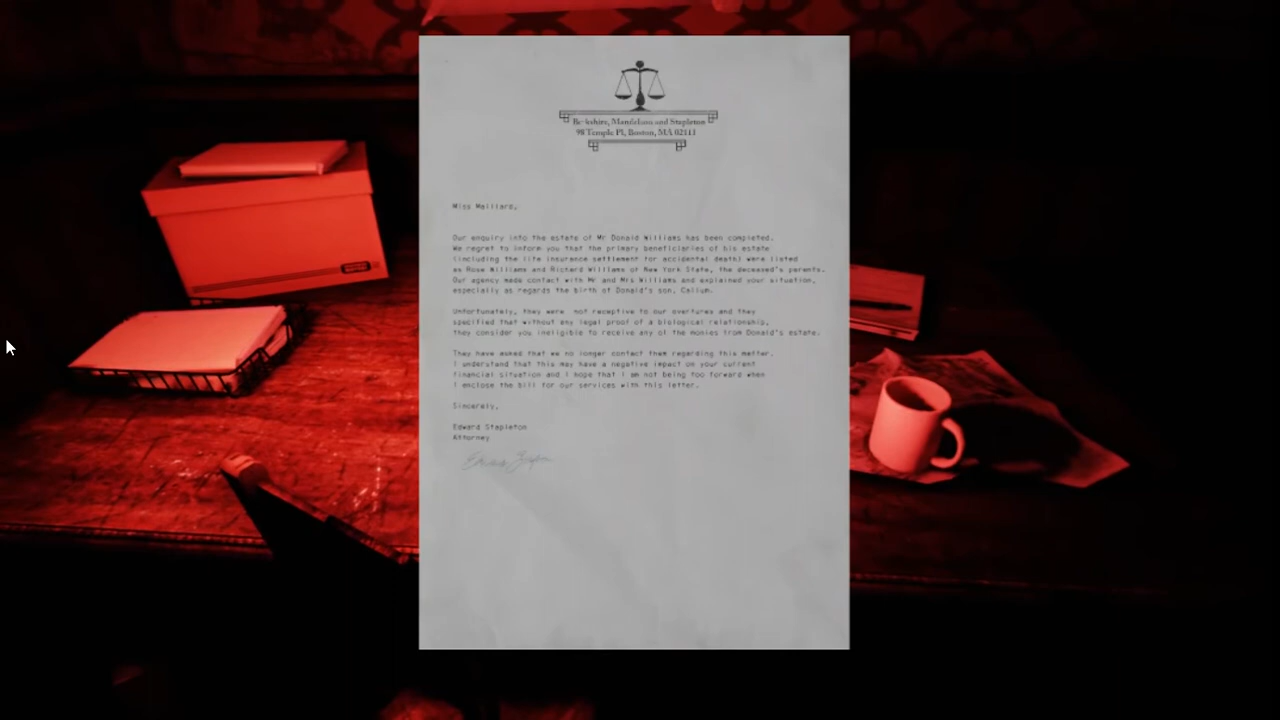 Berkshire, Mandelson and Stapleton
98 Temple Pl, Boston, MA 02111
Miss Maillard,
Our enquiry into the estate of Mr Donald Williams has been completed.
We regret to inform you that the primary beneficiaries of his estate
(including the life insurance settlement for accidental death) were listed
as Rose Williams and Richard Williams of New York State, the deceased's parents.
Our agency made contact with Mr and Mrs Williams and explained your situation,
especially as regards the birth of Donald's son, Callum.
Unfortunately, they were not receptive to our overtures and they
specified that without any legal proof of a biological relationship,
they consider you ineligible to receive any of the monies from Donald's estate.
They have asked that we no longer contact them regarding this matter.
I understand that this may have a negative impact on your current
financial situation and I hope that I am not being too forward when
I enclose the bill for our services with this letter.
Sincerely,
Edward Stapleton
Attorney